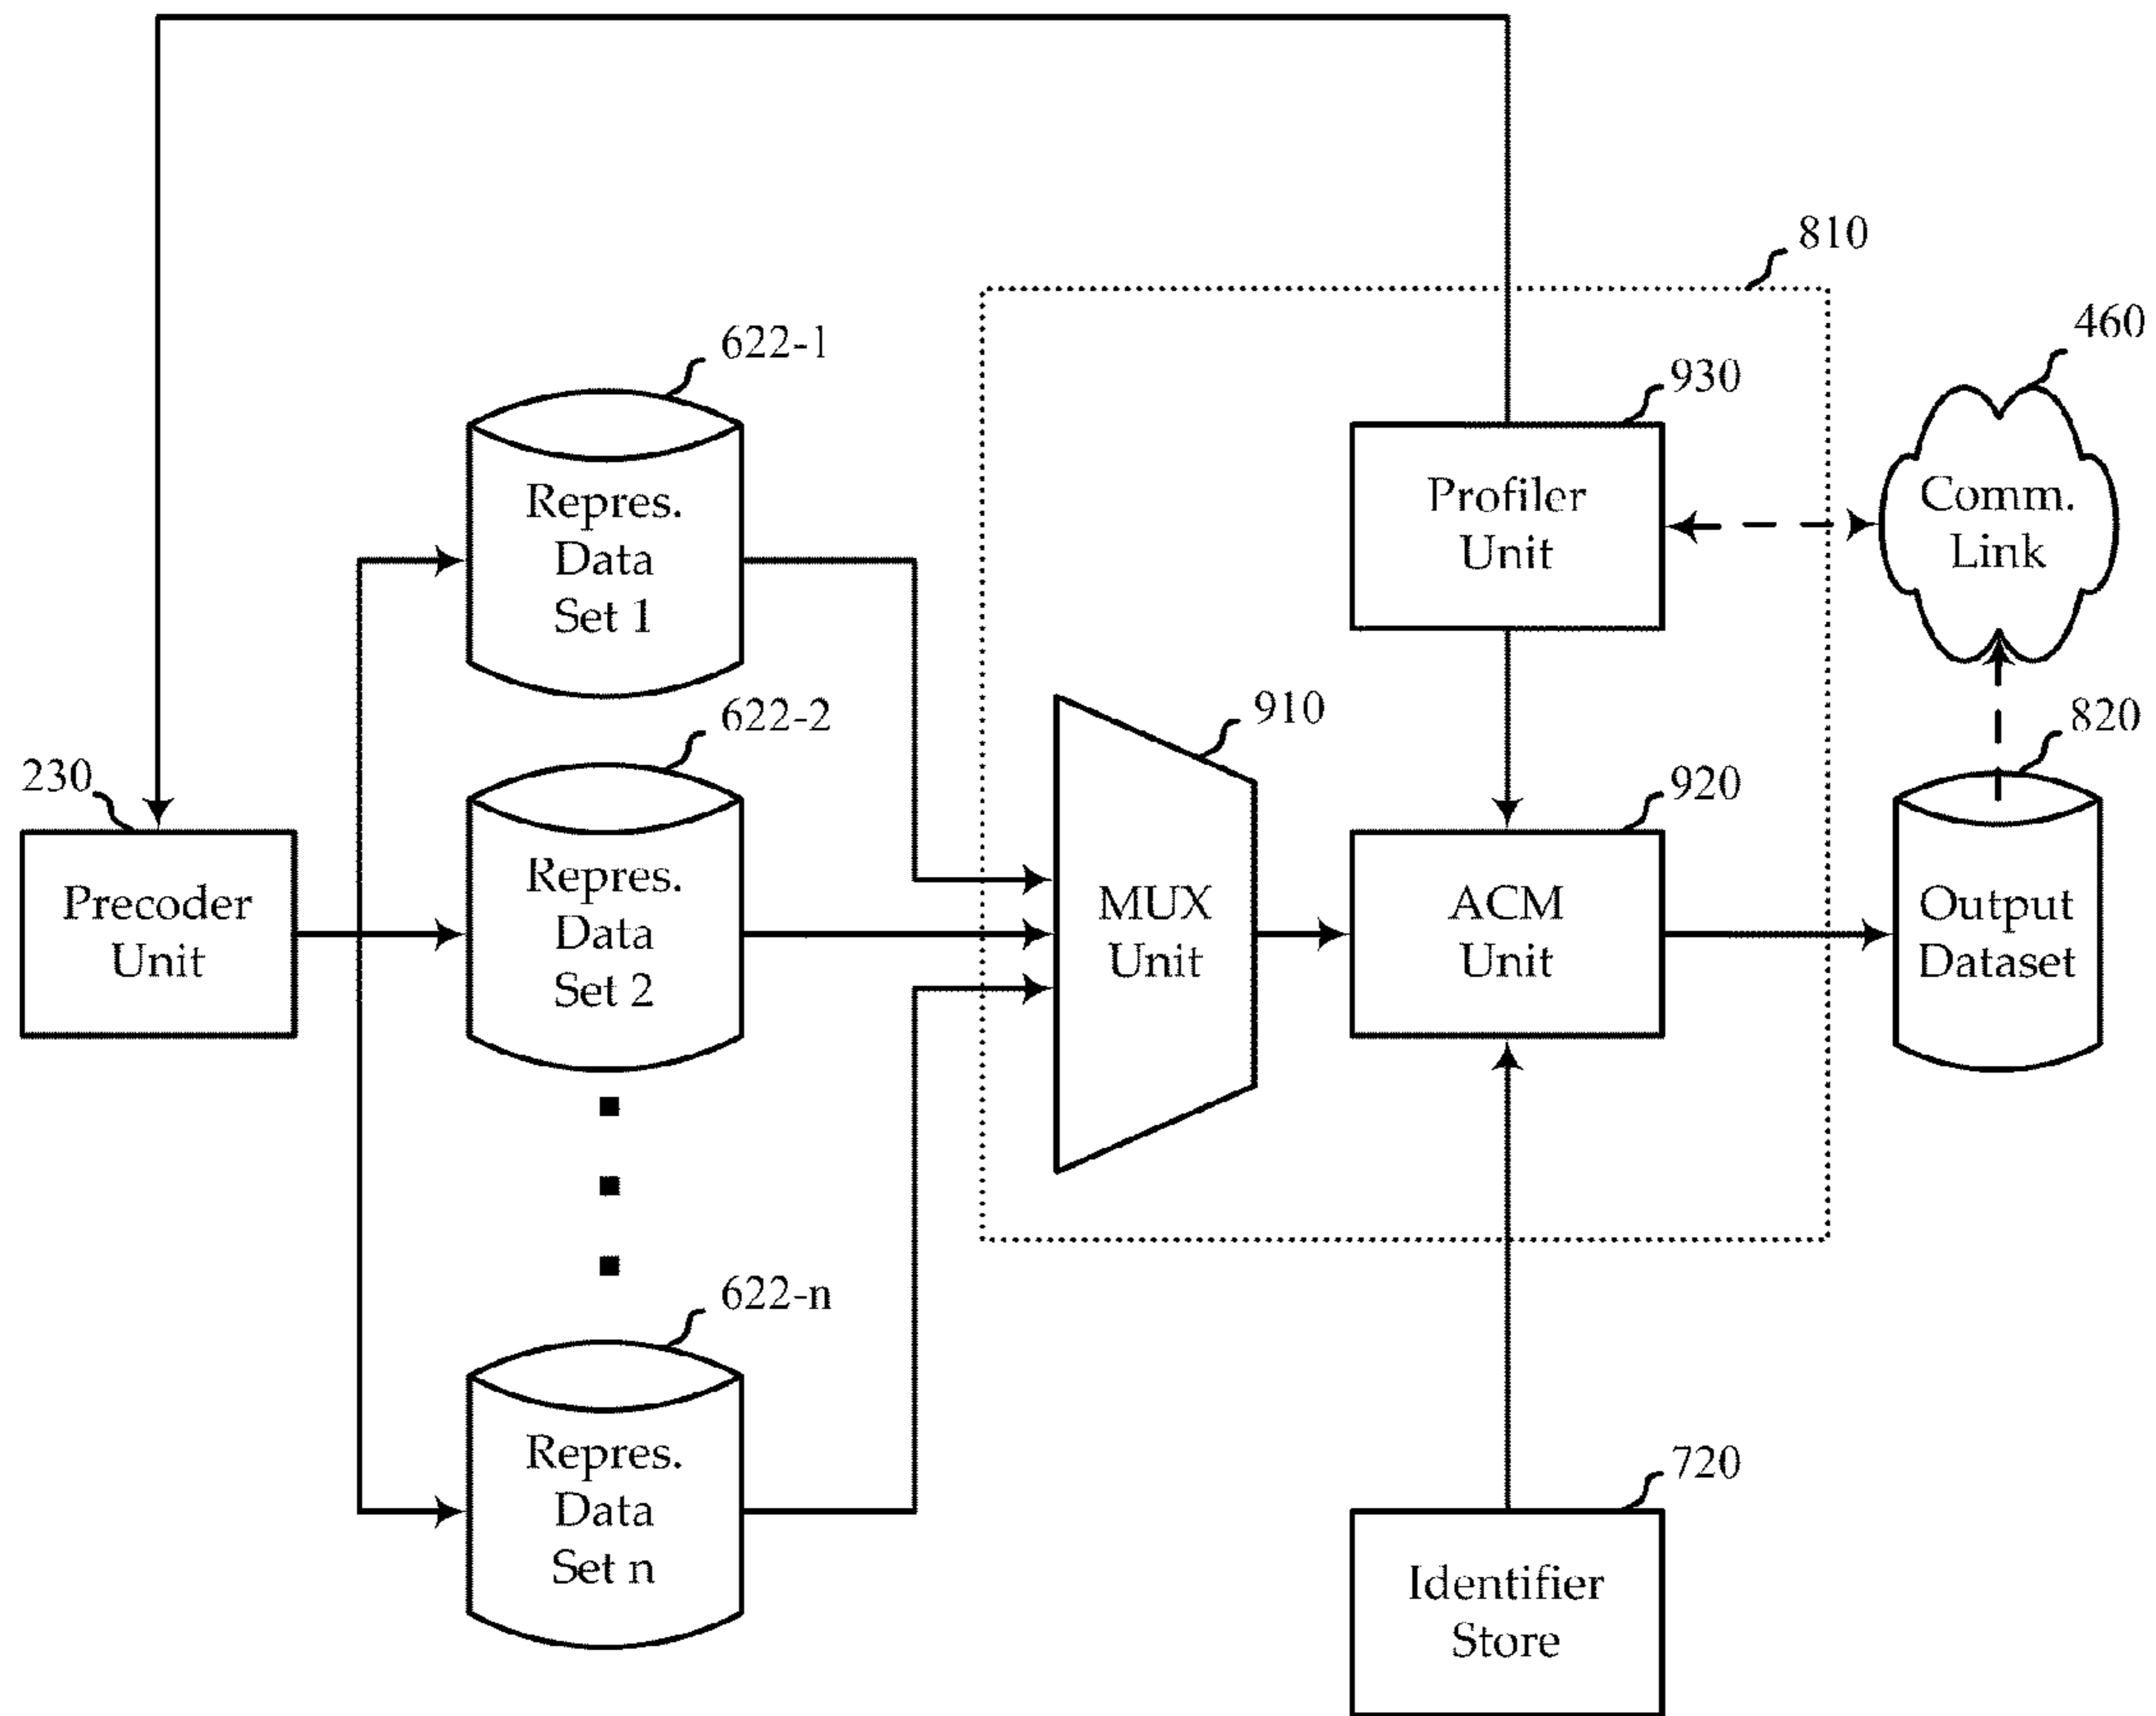 810
460
622-1
930
Repres.
Data
Set 1
Profiler
Unit
Comm.
Link
622-2
910
820
230
920
Precoder
Unit
Repres.
Data
Set 2
MUX
Unit
ACM
Unit
Output
Dataset
622-n
720
Repres.
Data
Set n
Identifier
Store